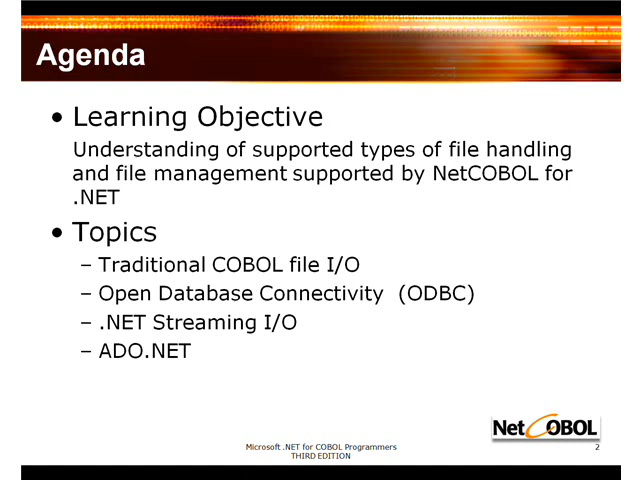 Agenda
• Learning Objective
Understanding of supported types of file handling
and file management supported by NetCOBOL for
.NET
• Topics
– Traditional COBOL file I/O
– Open Database Connectivity  (ODBC)
– .NET Streaming I/O
– ADO.NET
NetCOBOL
Microsoft .NET for COBOL Programmers
THIRD EDITION
2